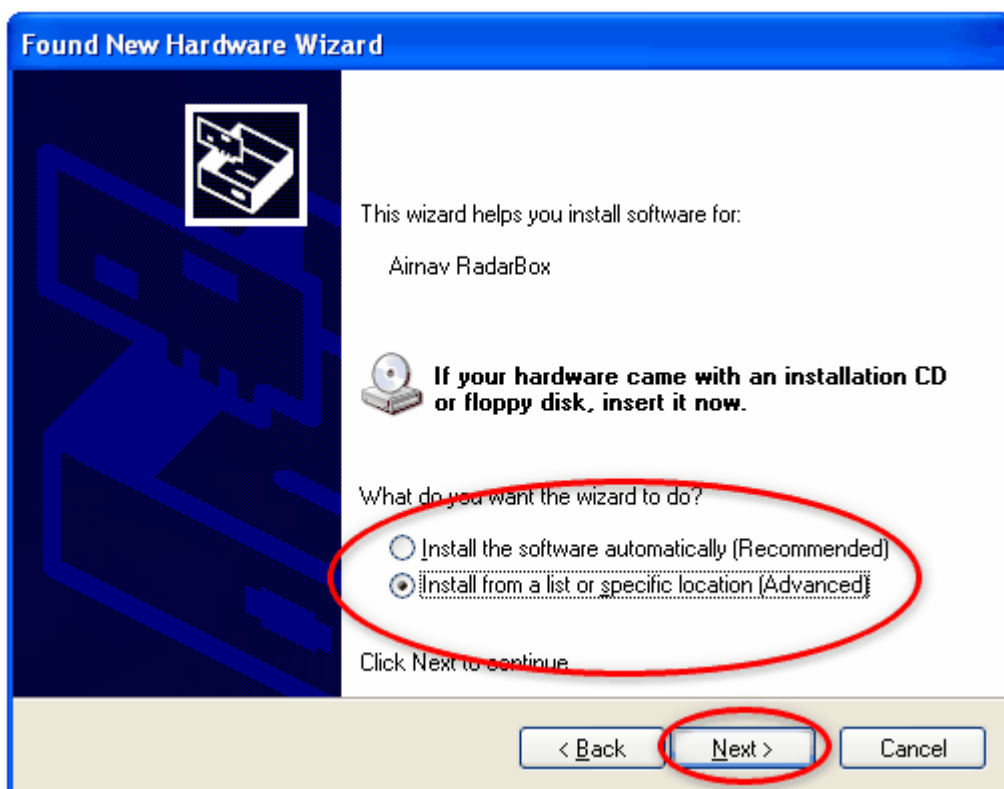 Found New Hardware Wizard
This wizard helps you install software for:
Airnav RadarBox
If your hardware came with an installation CD
or floppy disk, insert it now.
What do you want the wizard to do?
Install the software automatically (Recommended)
Install from a list or specific location (Advanced)
Click Next to continue
< Back
Next >
Cancel